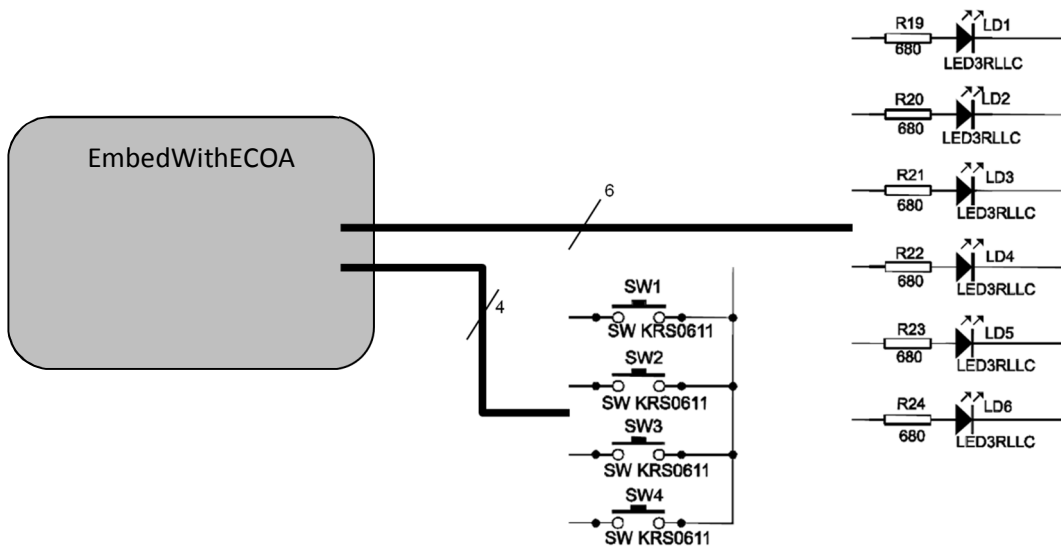 EmbedWithECOA
6
4
SW1
SW KRS0611
SW2
SW KRS0611
SW3
SW KRS0611
SW4
SW KRS0611
R19
LD1
680
LED3RLLC
R20
LD2
680
LED3RLLC
R21
LD3
680
LED3RLLC
R22
LD4
680
LED3RLLC
R23
LD5
680
LED3RLLC
R24
LD6
680
LED3RLLC